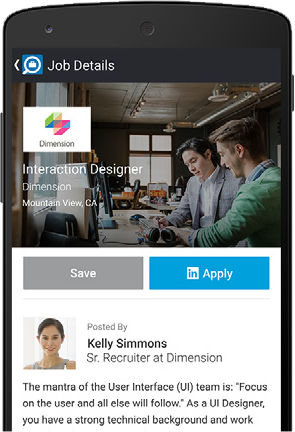 Job Details
Dimension
Interaction Designer
Dimension
Mountain View, CA
Save
in Apply
Posted By
Kelly Simmons
Sr. Recruiter at Dimension
The mantra of the User Interface (UI) team is: "Focus
on the user and all else will follow." As a UI Designer,
you have a strong technical background and work